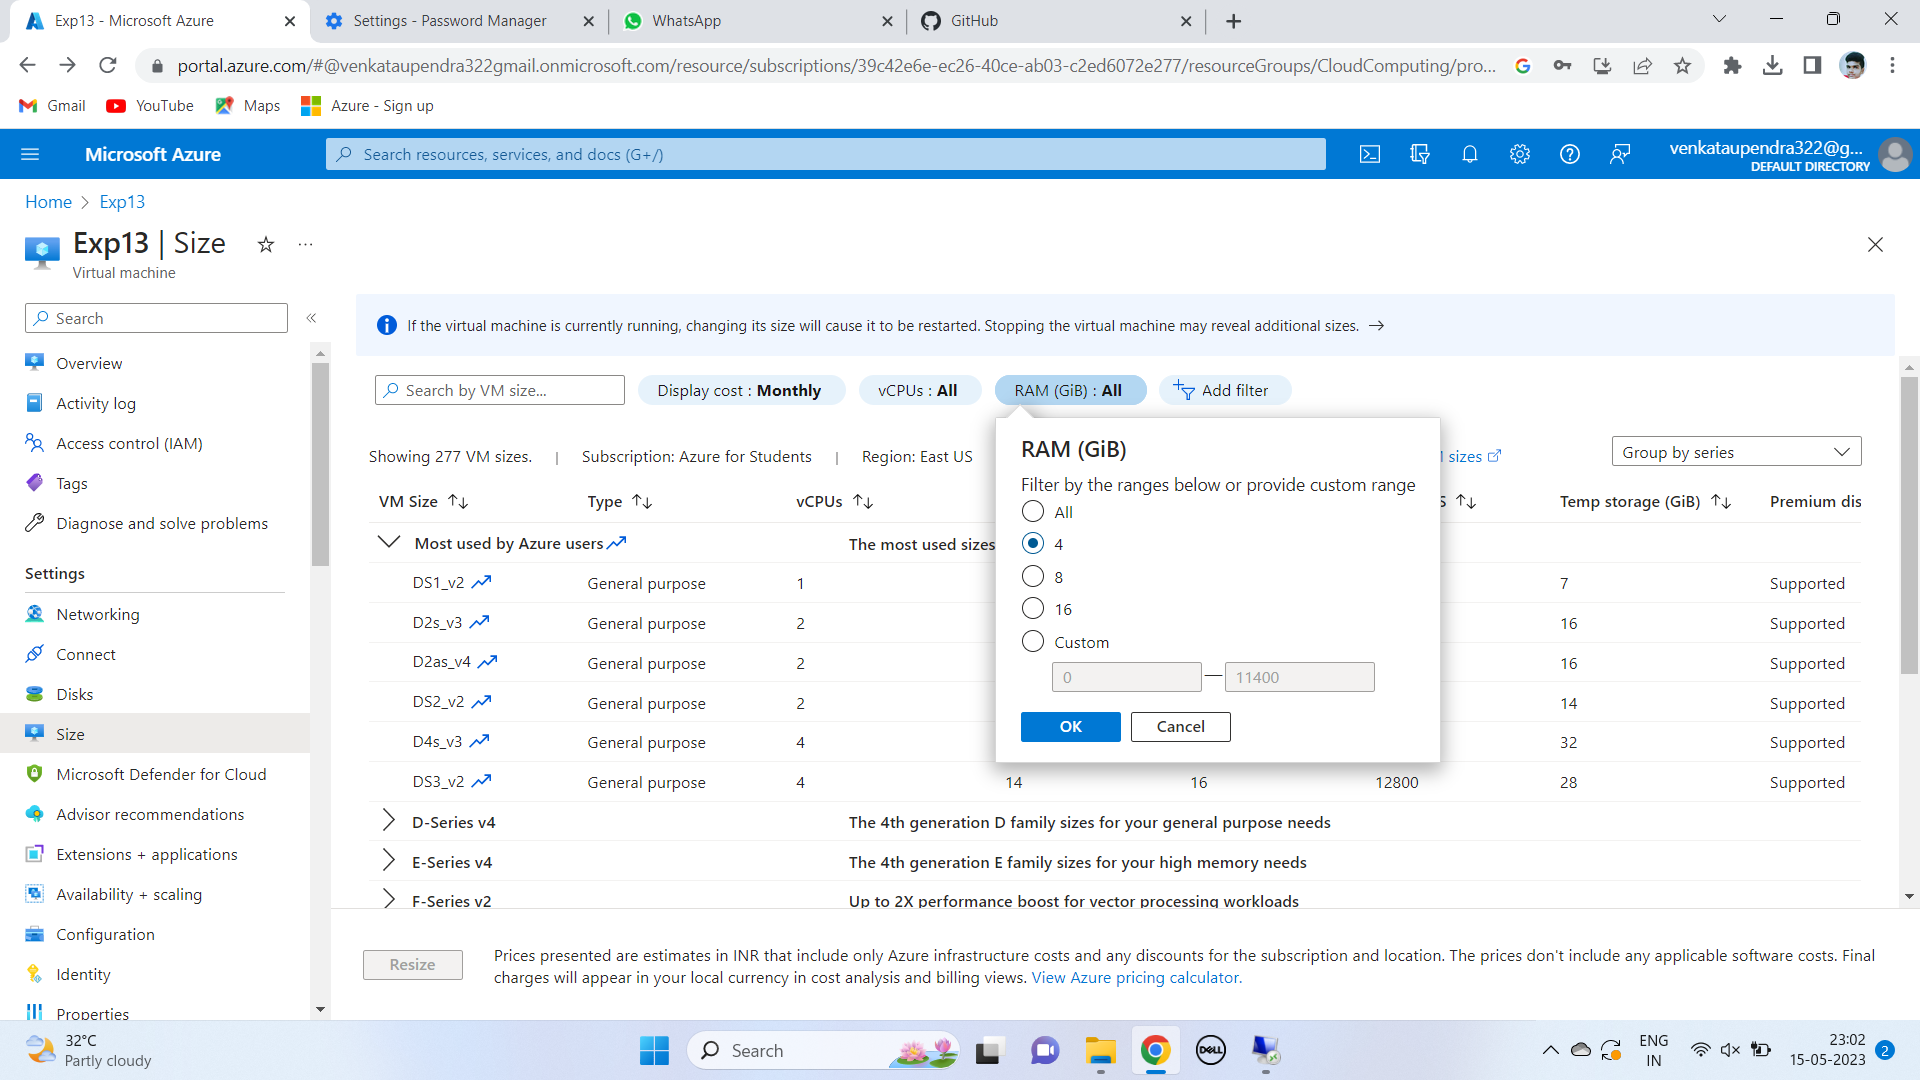 Exp13 - Microsoft Azure
Settings - Password Manager
WhatsApp
GitHub
portal.azure.com/#@venkataupendra322gmail.onmicrosoft.com/resource/subscriptions/39c42e6e-ec26-40ce-ab03-c2ed6072e277/resourceGroups/CloudComputing/pro...
Gmail
YouTube
Maps
Azure - Sign up
Microsoft Azure
Search resources, services, and docs (G+/)
venkataupendra322@g...
DEFAULT DIRECTORY
Home > Exp13
Exp13 | Size
Virtual machine
Search
Overview
Activity log
Access control (IAM)
Tags
Diagnose and solve problems
Settings
Networking
Connect
Disks
Size
Microsoft Defender for Cloud
Advisor recommendations
Extensions + applications
Availability + scaling
Configuration
Identity
Properties
If the virtual machine is currently running, changing its size will cause it to be restarted. Stopping the virtual machine may reveal additional sizes.
Search by VM size...
Display cost : Monthly
vCPUs : All
RAM (GiB) : All
Add filter
Showing 277 VM sizes. | Subscription: Azure for Students | Region: East US
sizes
Group by series
VM Size Type vCPUs S Temp storage (GiB) Premium dis
Most used by Azure users The most used sizes
DS1_v2 General purpose 1 7 Supported
D2s_v3 General purpose 2 16 Supported
D2as_v4 General purpose 2 16 Supported
DS2_v2 General purpose 2 14 Supported
D4s_v3 General purpose 4 32 Supported
DS3_v2 General purpose 4 14 16 12800 28 Supported
D-Series v4 The 4th generation D family sizes for your general purpose needs
E-Series v4 The 4th generation E family sizes for your high memory needs
F-Series v2 Up to 2X performance boost for vector processing workloads
RAM (GiB)
Filter by the ranges below or provide custom range
All
4
8
16
Custom
0 — 11400
OK
Cancel
Resize
Prices presented are estimates in INR that include only Azure infrastructure costs and any discounts for the subscription and location. The prices don't include any applicable software costs. Final
charges will appear in your local currency in cost analysis and billing views. View Azure pricing calculator.
32°C
Partly cloudy
Search
DELL
ENG
IN
23:02
15-05-2023
2